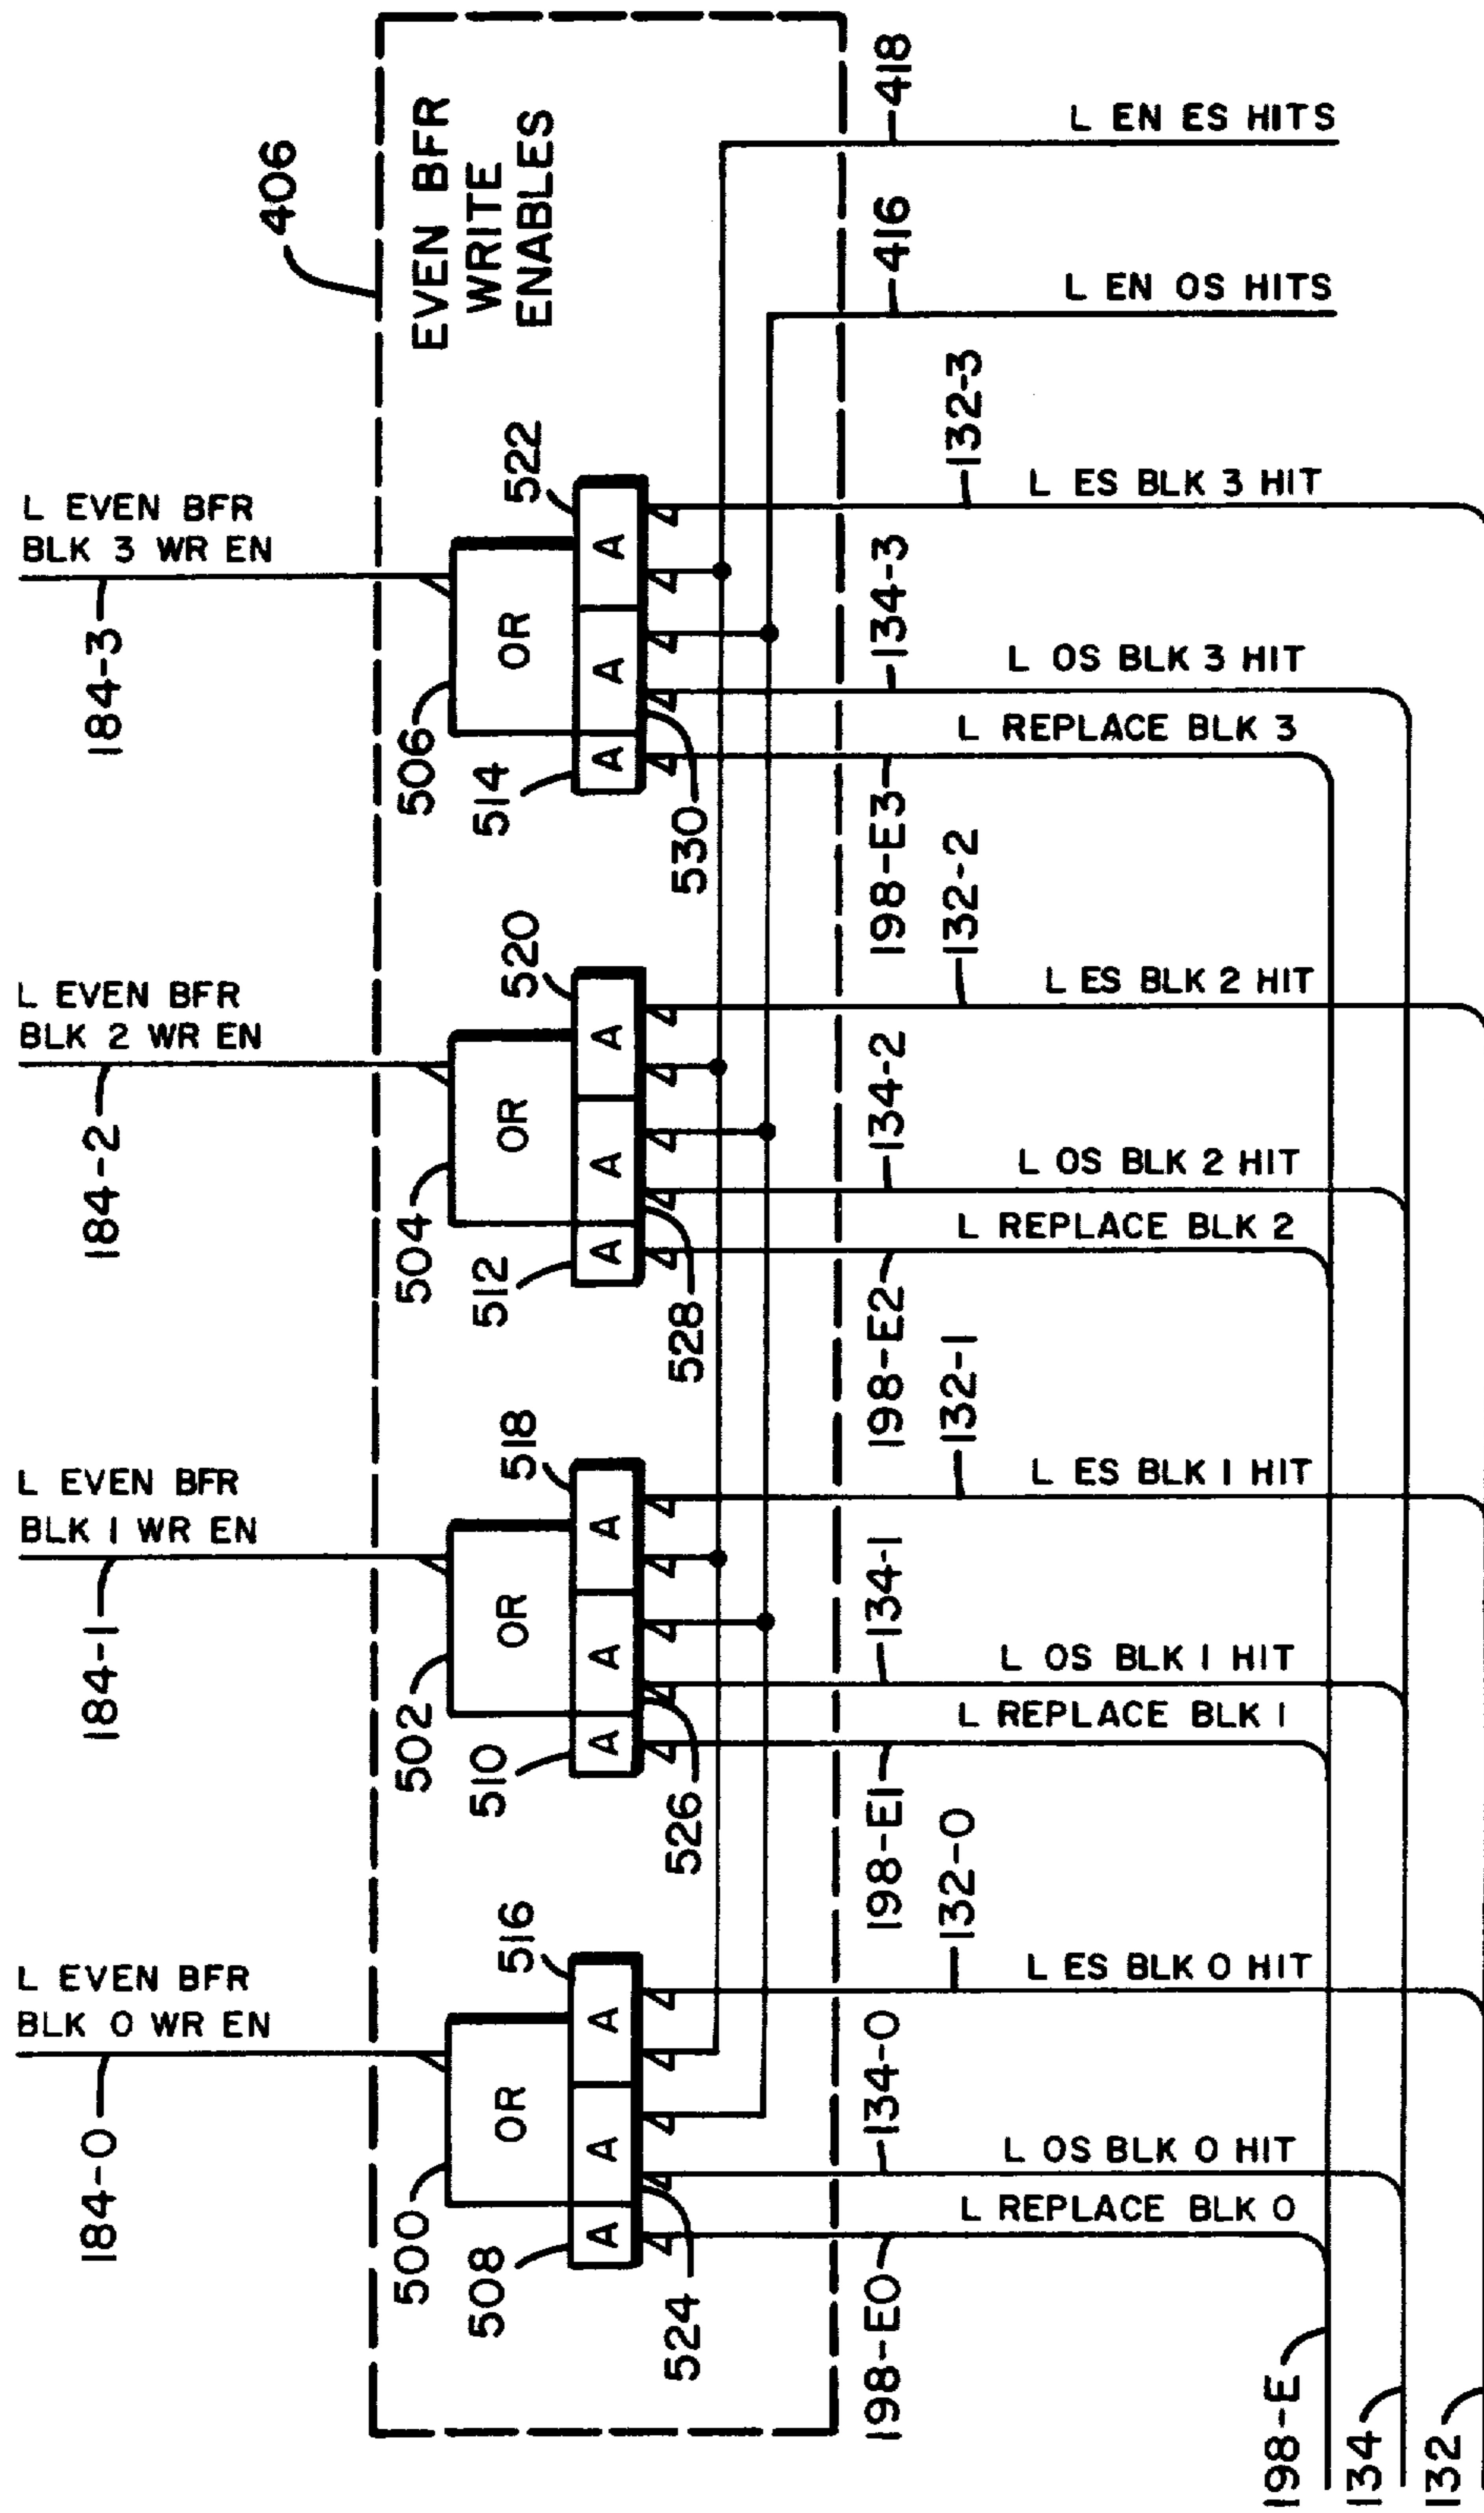 406
EVEN BFR
WRITE
ENABLES
418
L EN ES HITS
416
L EN OS HITS
L EVEN BFR
BLK 3 WR EN
184-3
506
OR
522
514
A
A
A
530
132-3
L ES BLK 3 HIT
134-3
L OS BLK 3 HIT
L REPLACE BLK 3
198-E3
L EVEN BFR
BLK 2 WR EN
184-2
504
OR
520
512
A
A
A
528
132-2
L ES BLK 2 HIT
134-2
L OS BLK 2 HIT
L REPLACE BLK 2
198-E2
L EVEN BFR
BLK 1 WR EN
184-1
502
OR
518
510
A
A
A
526
132-1
L ES BLK 1 HIT
134-1
L OS BLK 1 HIT
L REPLACE BLK 1
198-E1
L EVEN BFR
BLK 0 WR EN
184-0
500
OR
516
508
A
A
A
524
132-0
L ES BLK 0 HIT
134-0
L OS BLK 0 HIT
L REPLACE BLK 0
198-E0
198-E
134
132